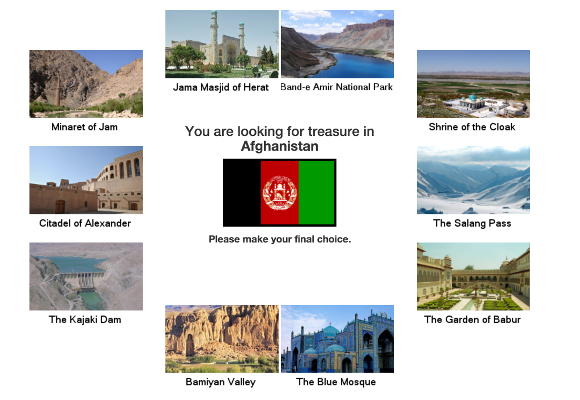 Jama Masjid of Herat
Band-e Amir National Park
Minaret of Jam
Shrine of the Cloak
You are looking for treasure in
Afghanistan
Citadel of Alexander
The Salang Pass
Please make your final choice.
The Kajaki Dam
The Garden of Babur
Bamiyan Valley
The Blue Mosque